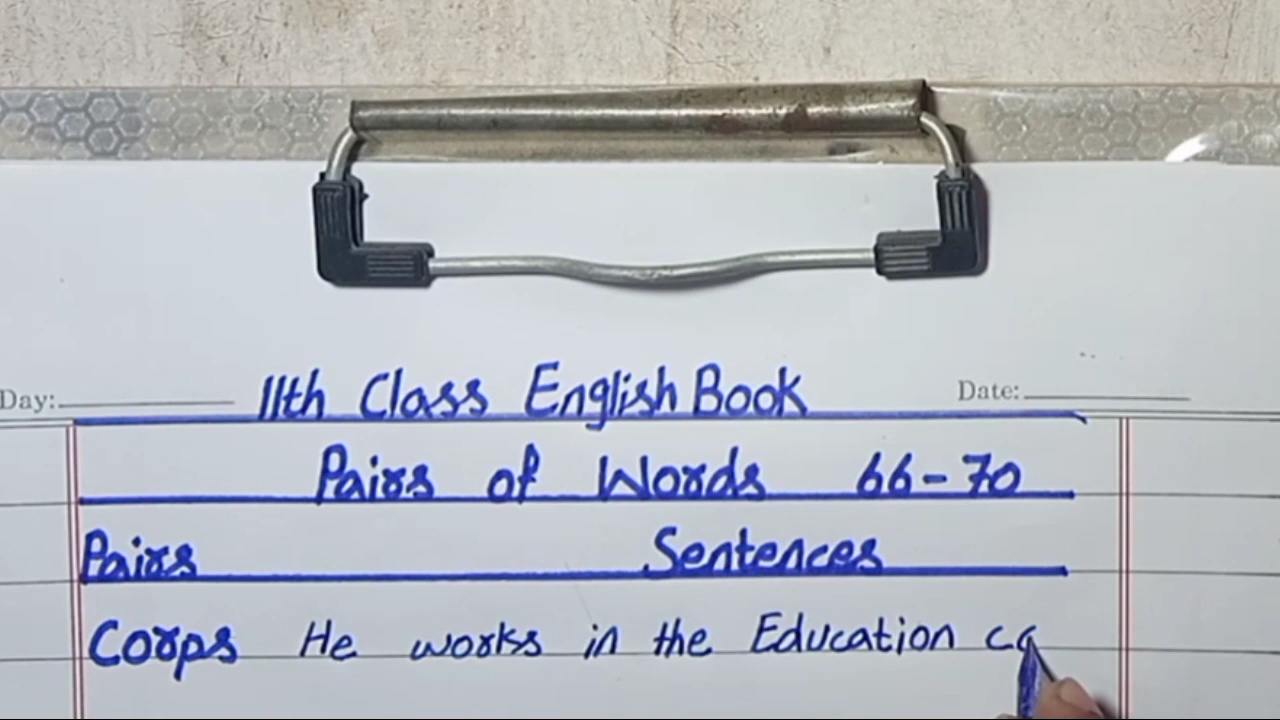 11th Class English Book
Day: Date:
Pairs of Words 66-70
Pairs Sentences
Corps He works in the Education co